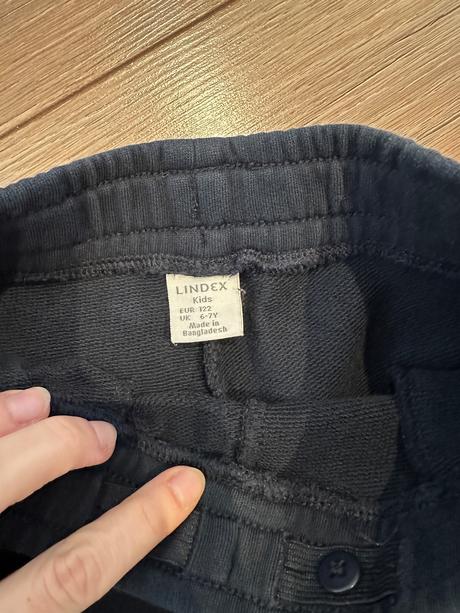 LINDEX
Kids
EUR 122
UK 6-7Y
Made in
Bangladesh